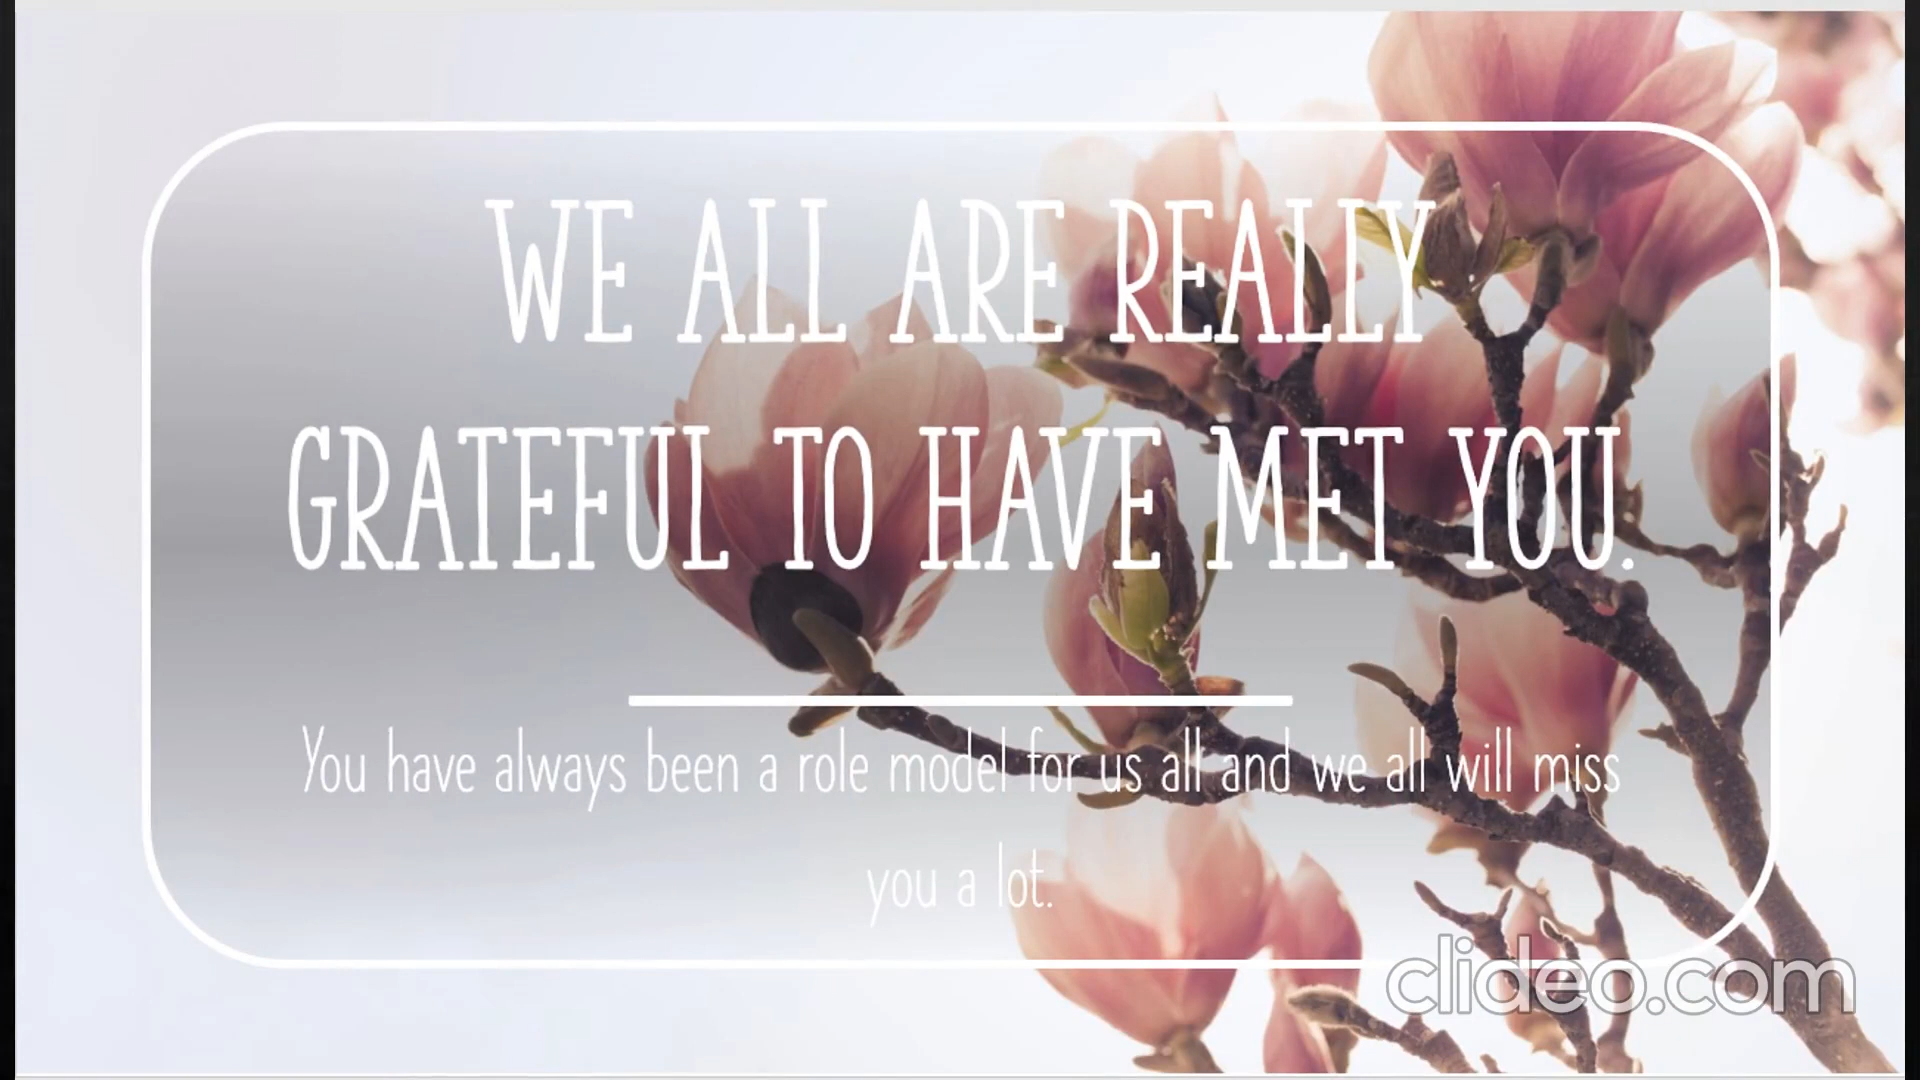 WE ALL ARE REALLY
GRATEFUL TO HAVE MET YOU.
You have always been a role model for us all and we all will miss
you a lot.
clideo.com